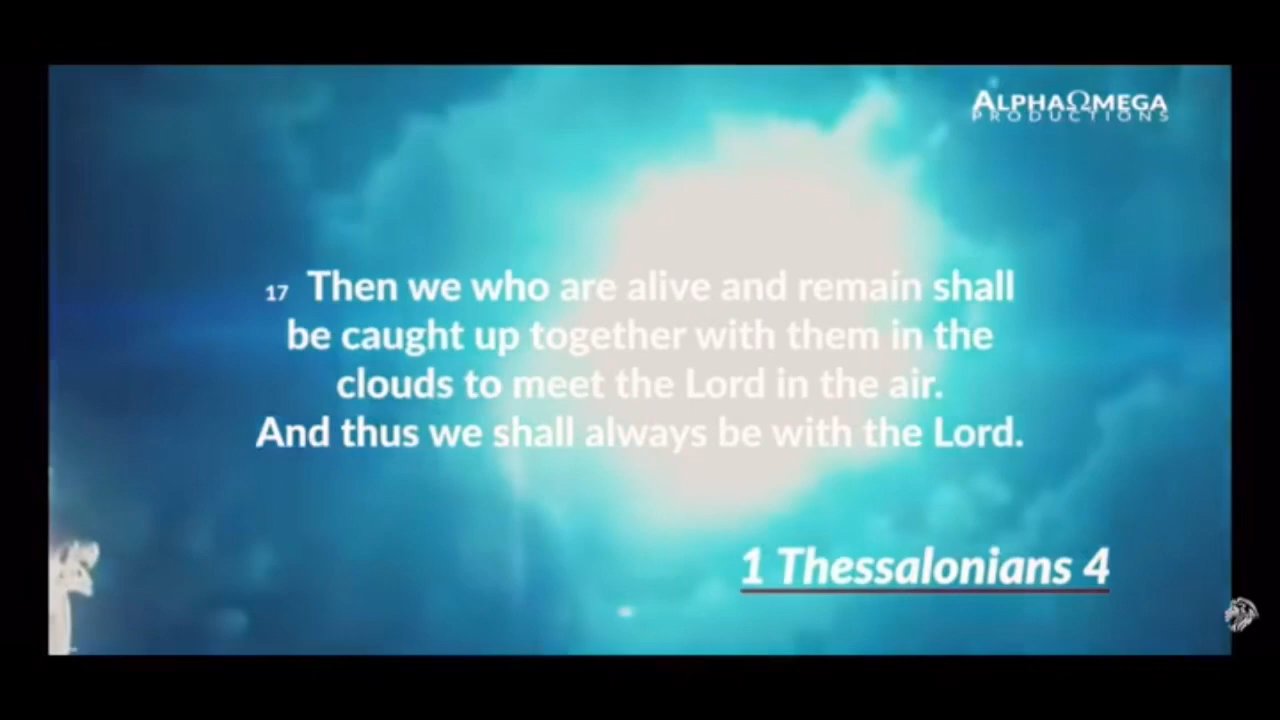 ALPHAΩMEGA
PRODUCTIONS
17 Then we who are alive and remain shall
be caught up together with them in the
clouds to meet the Lord in the air.
And thus we shall always be with the Lord.
1 Thessalonians 4